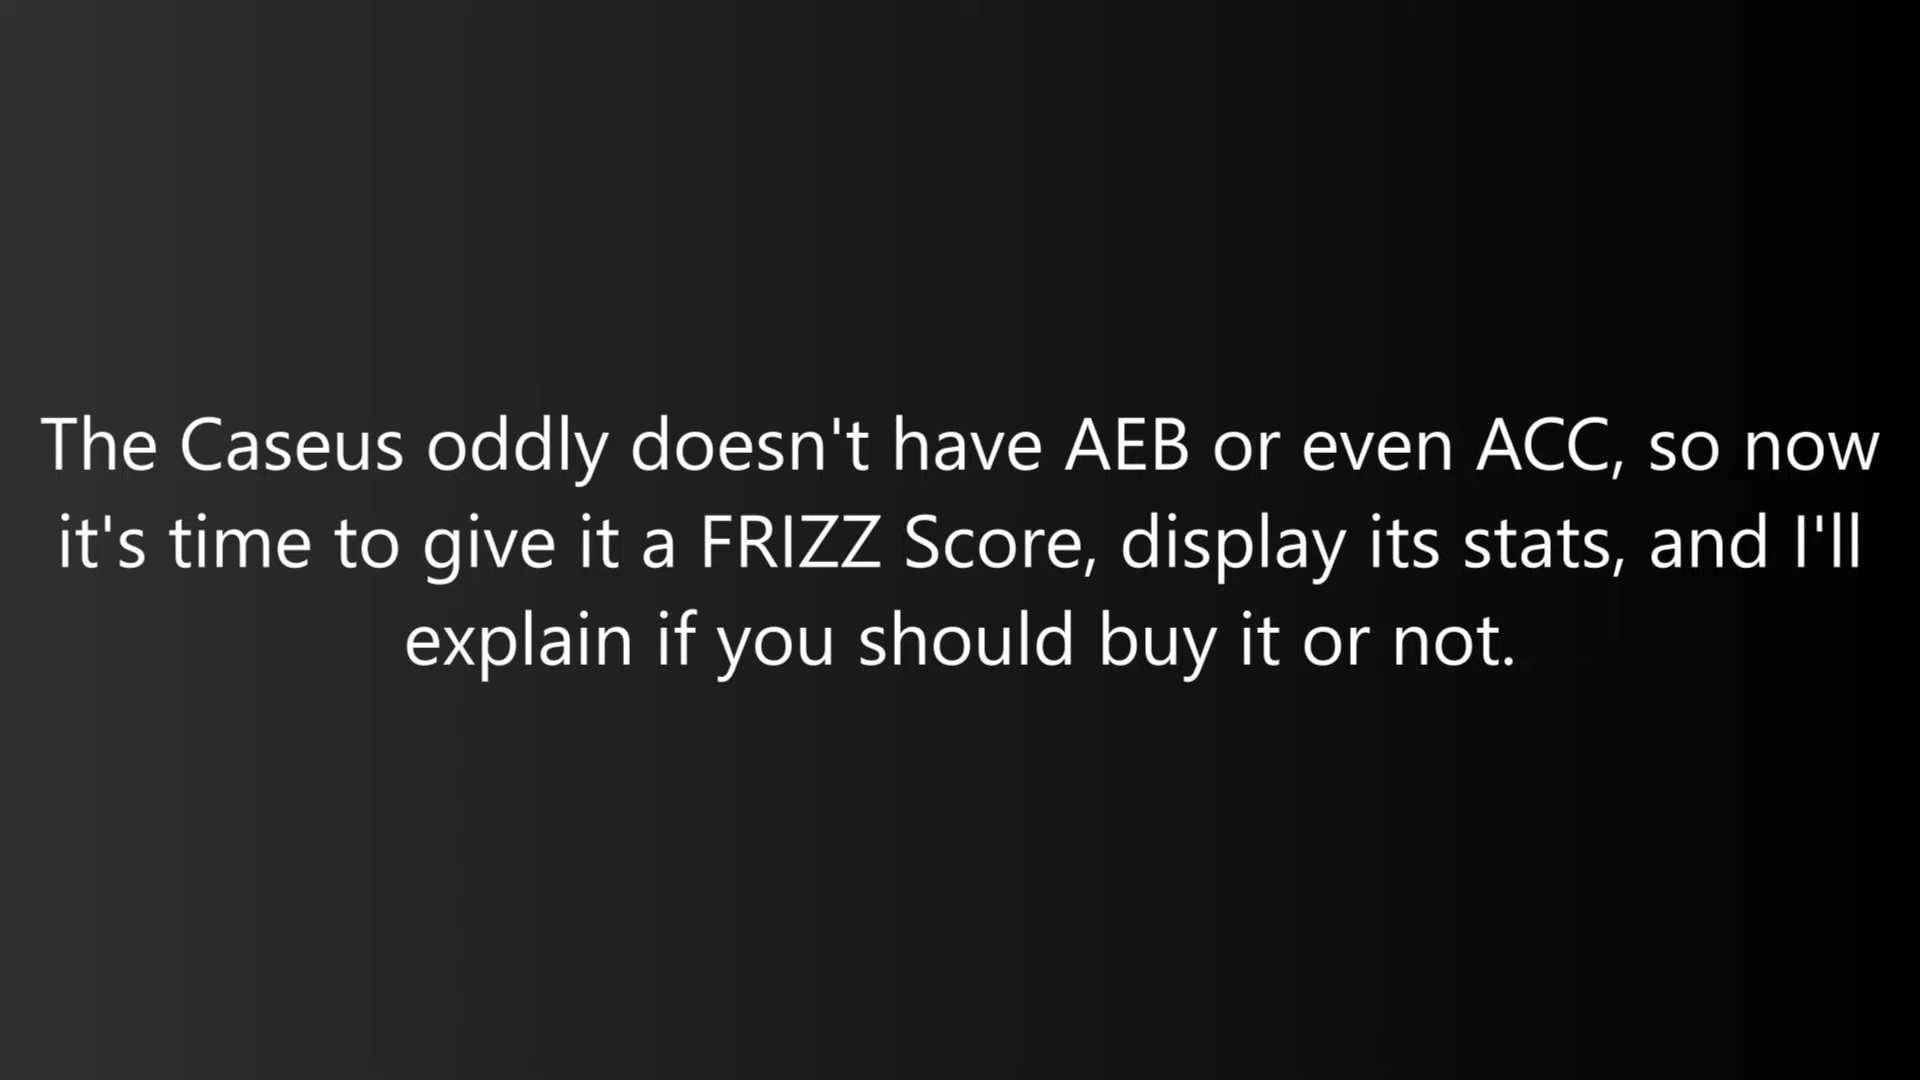 The Caseus oddly doesn't have AEB or even ACC, so now
it's time to give it a FRIZZ Score, display its stats, and I'll
explain if you should buy it or not.